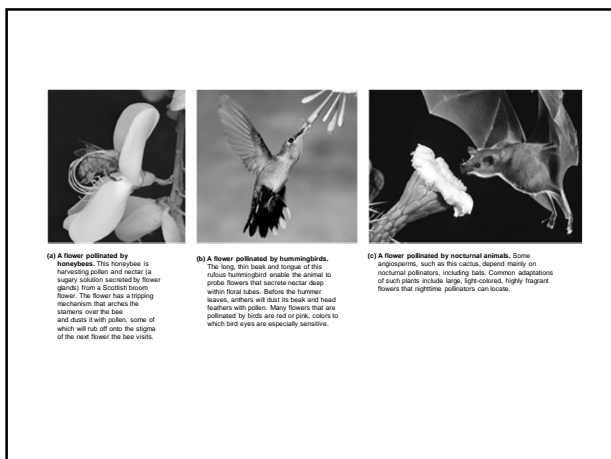 (a) A flower pollinated by
honeybees. This honeybee is
harvesting pollen and nectar (a
sugary solution secreted by flower
glands) from a Scottish broom
flower. The flower has a tripping
mechanism that arches the
stamens over the bee
and dusts it with pollen, some of
which will rub off onto the stigma
of the next flower the bee visits.
(b) A flower pollinated by hummingbirds.
The long, thin beak and tongue of this
rufous hummingbird enable the animal to
probe flowers that secrete nectar deep
within floral tubes. Before the hummer
leaves, anthers will dust its beak and head
feathers with pollen. Many flowers that are
pollinated by birds are red or pink, colors to
which bird eyes are especially sensitive.
(c) A flower pollinated by nocturnal animals. Some
angiosperms, such as this cactus, depend mainly on
nocturnal pollinators, including bats. Common adaptations
of such plants include large, light-colored, highly fragrant
flowers that nighttime pollinators can locate.